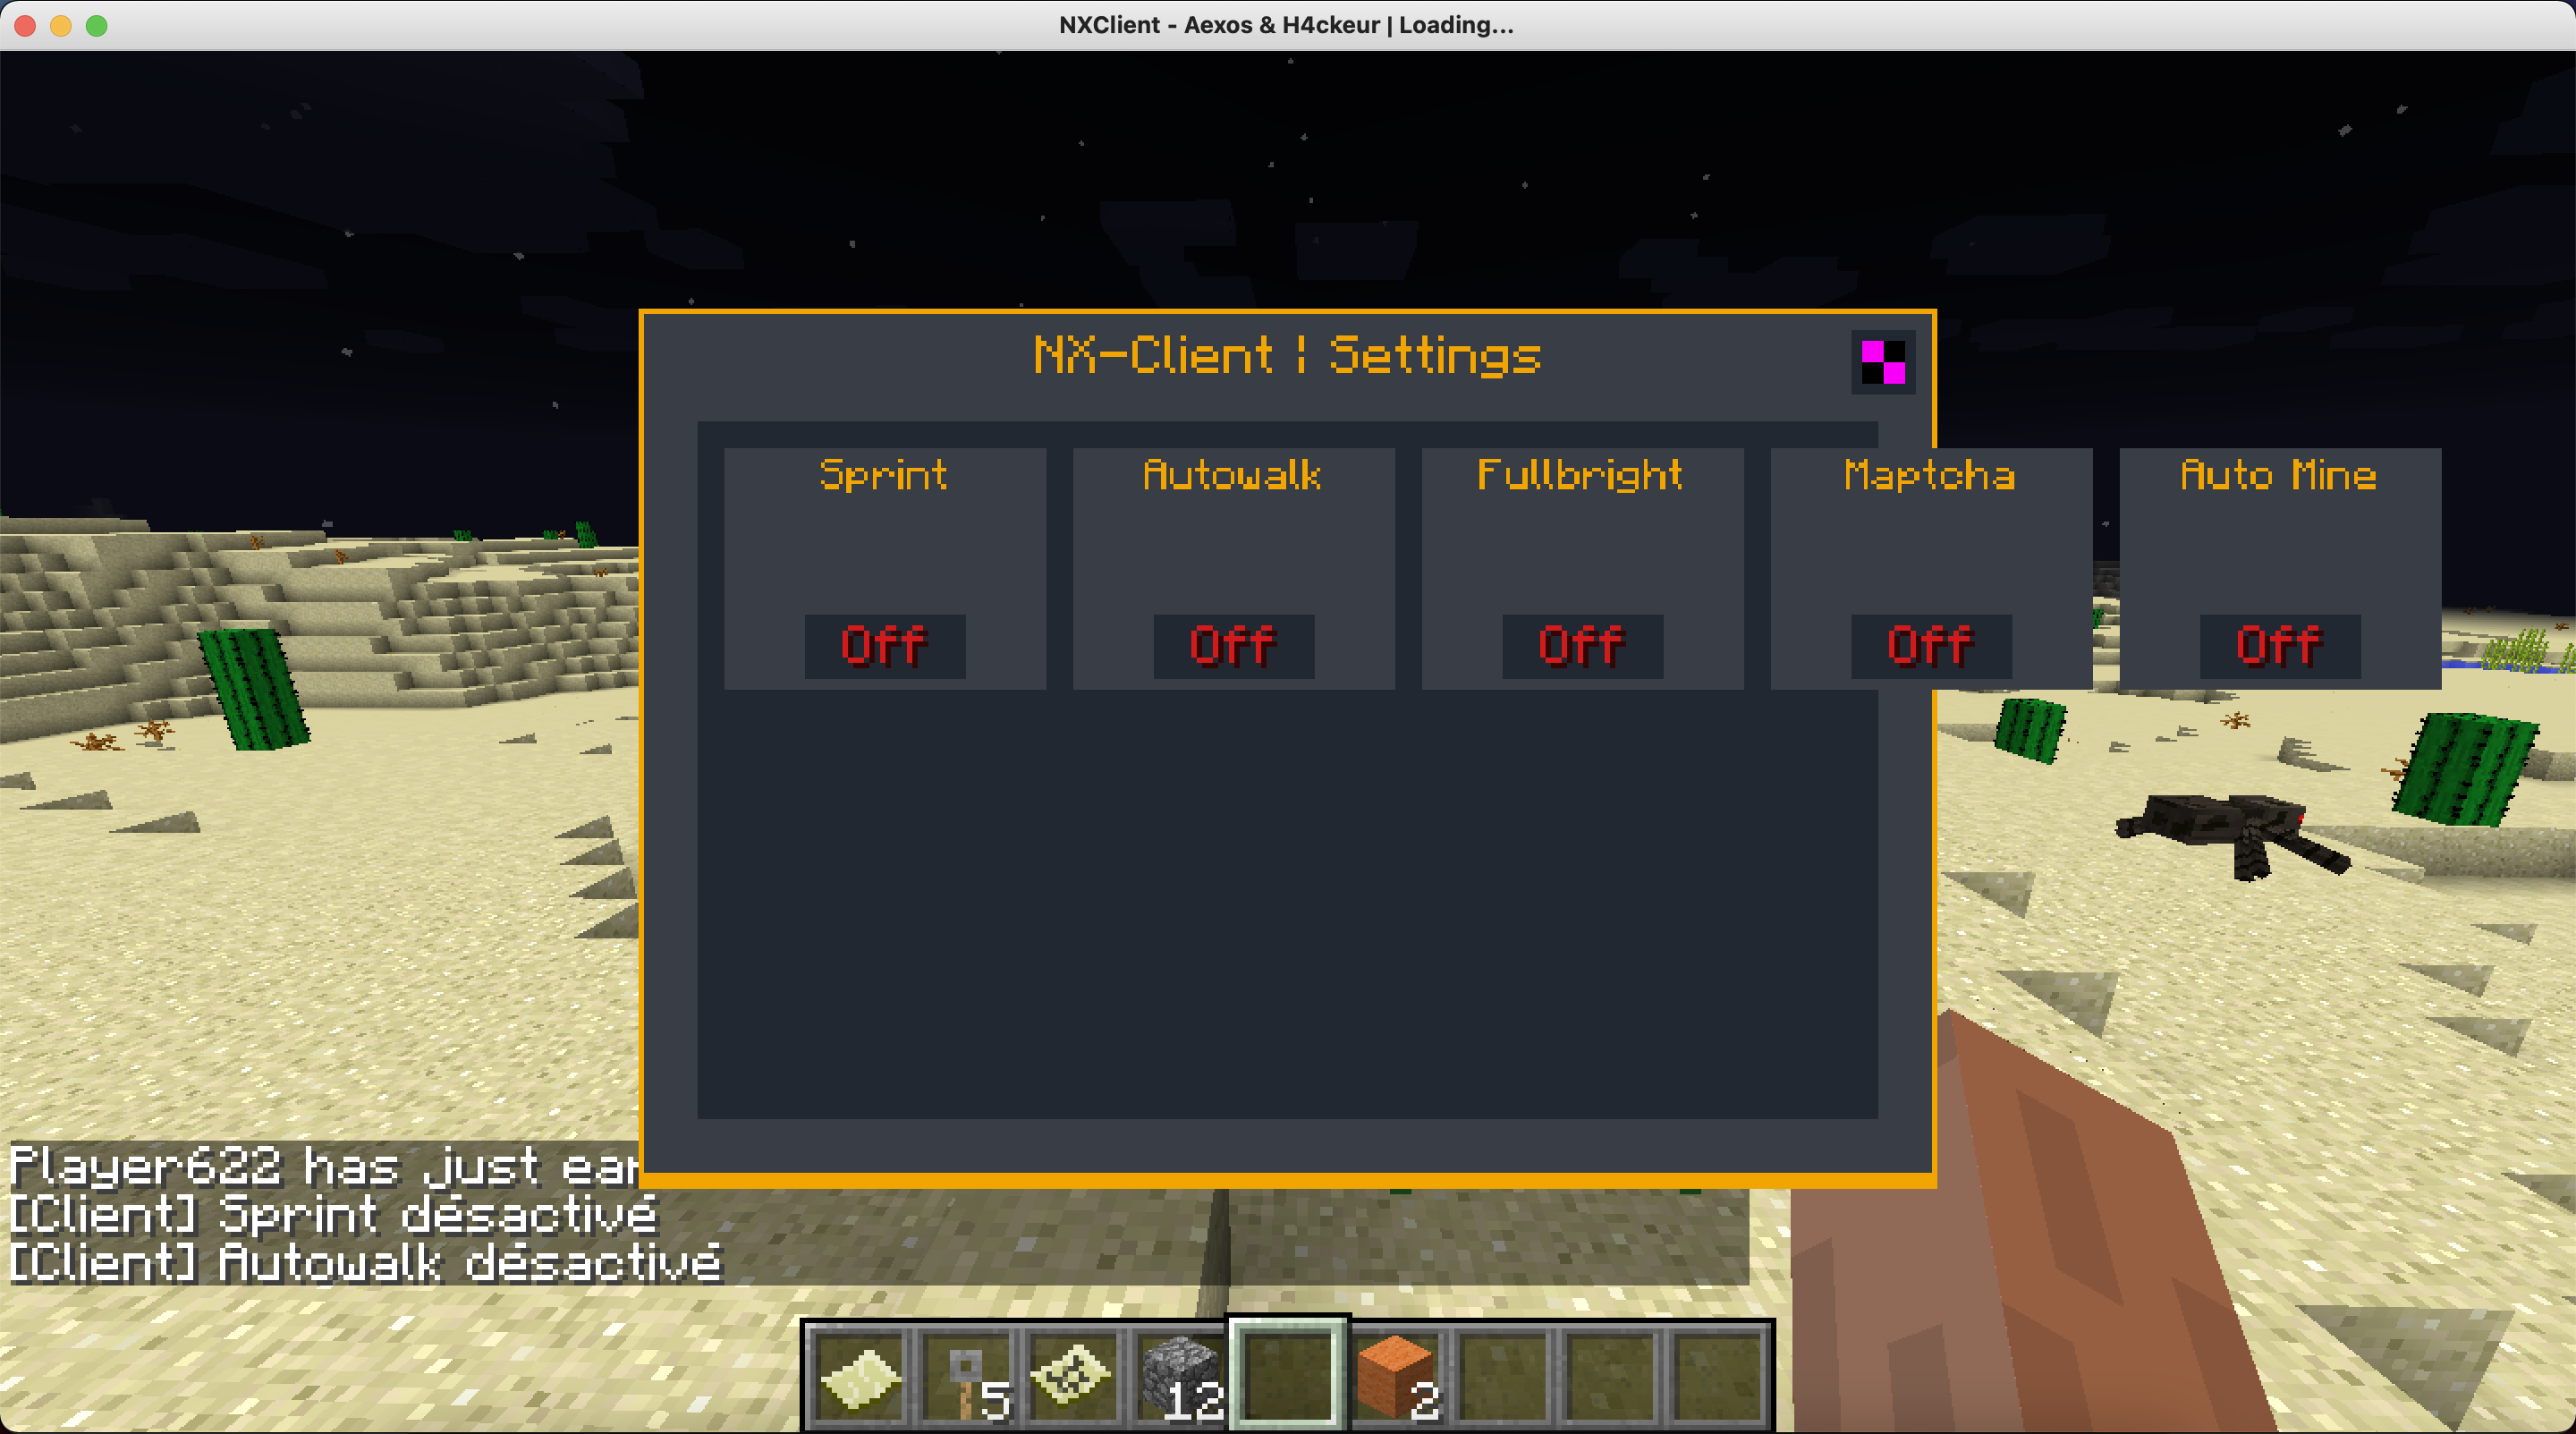 NXClient - Aexos & H4ckeur | Loading...
NX-Client | Settings
Sprint
Autowalk
Fullbright
Maptcha
Auto Mine
Off
Off
Off
Off
Off
Player622 has just ear
[Client] Sprint désactivé
[Client] Autowalk désactivé
5
12
2